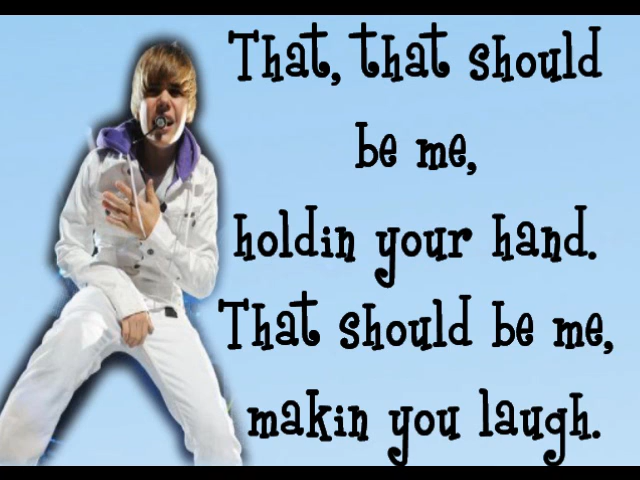 That, that should
be me,
holdin your hand.
That should be me,
makin you laugh.